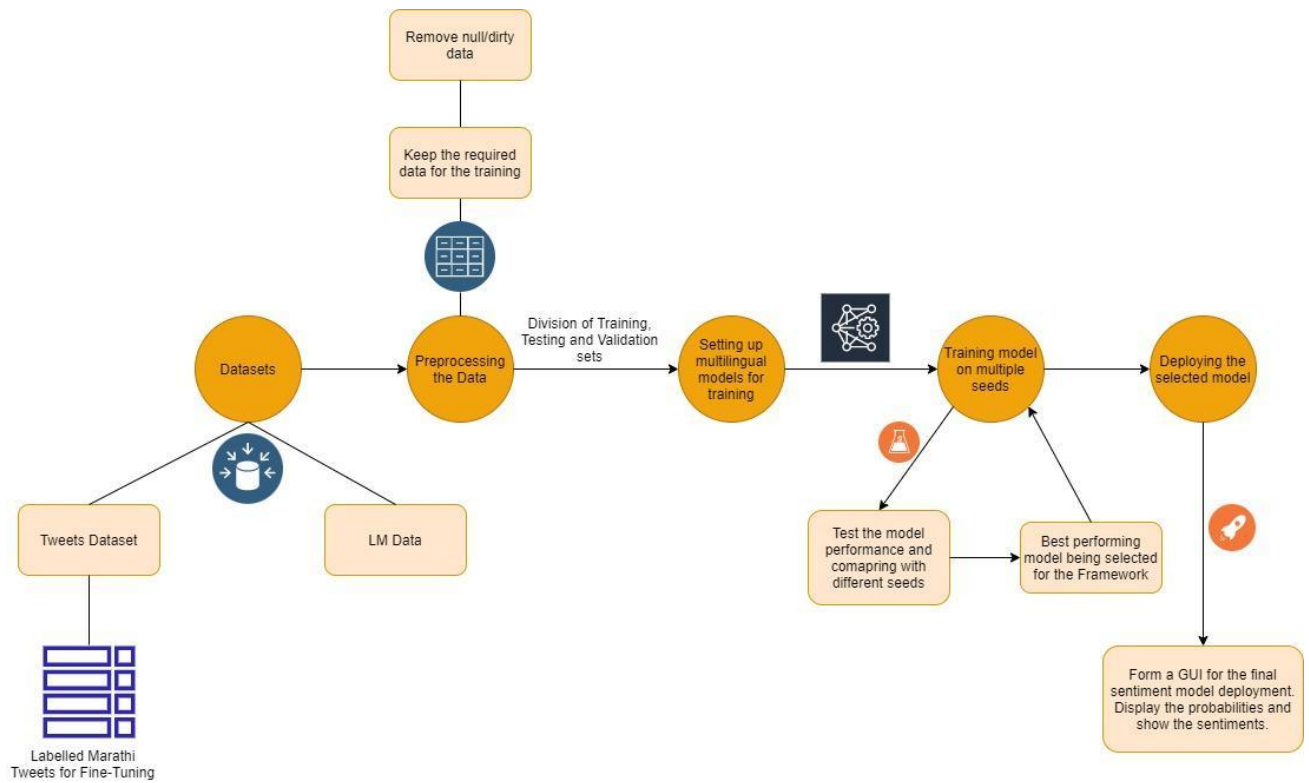 Remove null/dirty
data
Keep the required
data for the training
Division of Training,
Testing and Validation
sets
Datasets
Preprocessing
the Data
Setting up
multilingual
models for
training
Training model
on multiple
seeds
Deploying the
selected model
Tweets Dataset
LM Data
Test the model
performance and
comapring with
different seeds
Best performing
model being selected
for the Framework
Form a GUI for the final
sentiment model deployment.
Display the probabilities and
show the sentiments.
Labelled Marathi
Tweets for Fine-Tuning